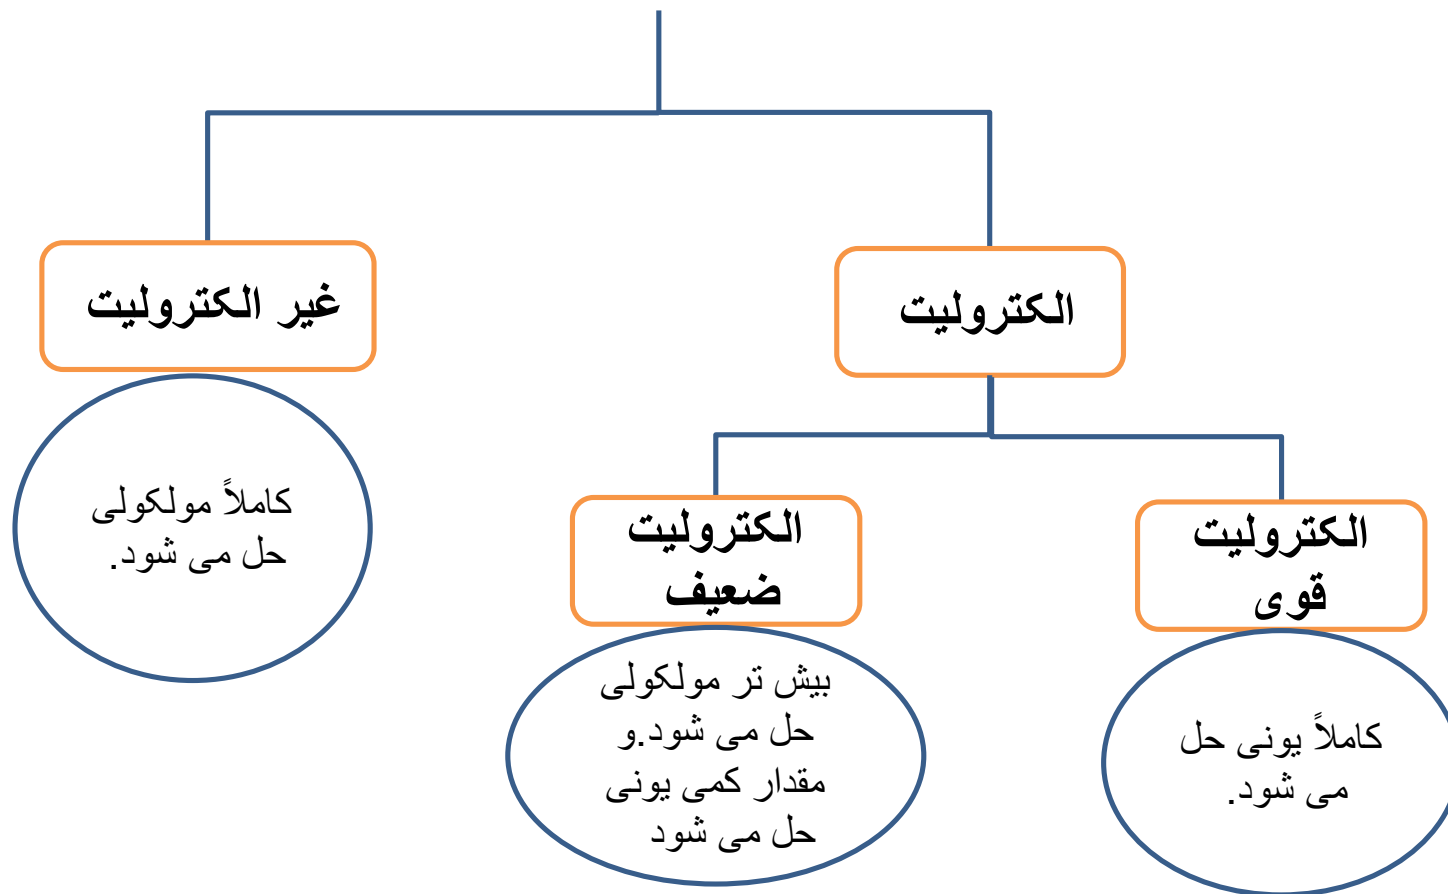 الکترولیت
غیر الکترولیت
الکترولیت
قوی
کاملاً یونی حل
می شود.
الکترولیت
ضعیف
بیش تر مولکولی
حل می شود.و
مقدار کمی یونی
حل می شود
کاملاً مولکولی
حل می شود.